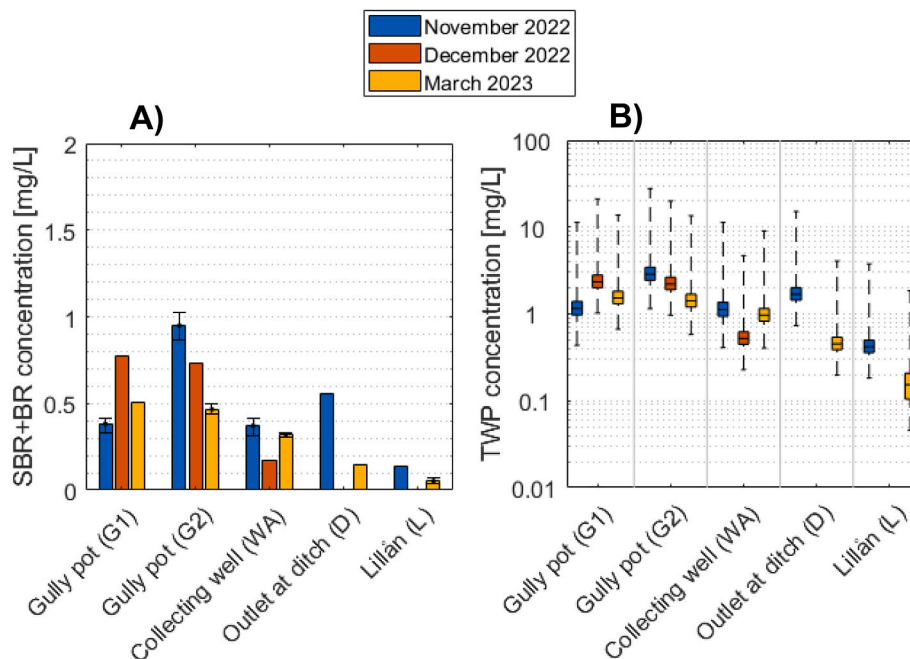 November 2022
December 2022
March 2023
A)
B)
SBR+BR concentration [mg/L]
2
1.5
1
0.5
0
Gully pot (G1)
Gully pot (G2)
Collecting well (WA)
Outlet at ditch (D)
Lillån (L)
TWP concentration [mg/L]
100
10
1
0.1
0.01
Gully pot (G1)
Gully pot (G2)
Collecting well (WA)
Outlet at ditch (D)
Lillån (L)